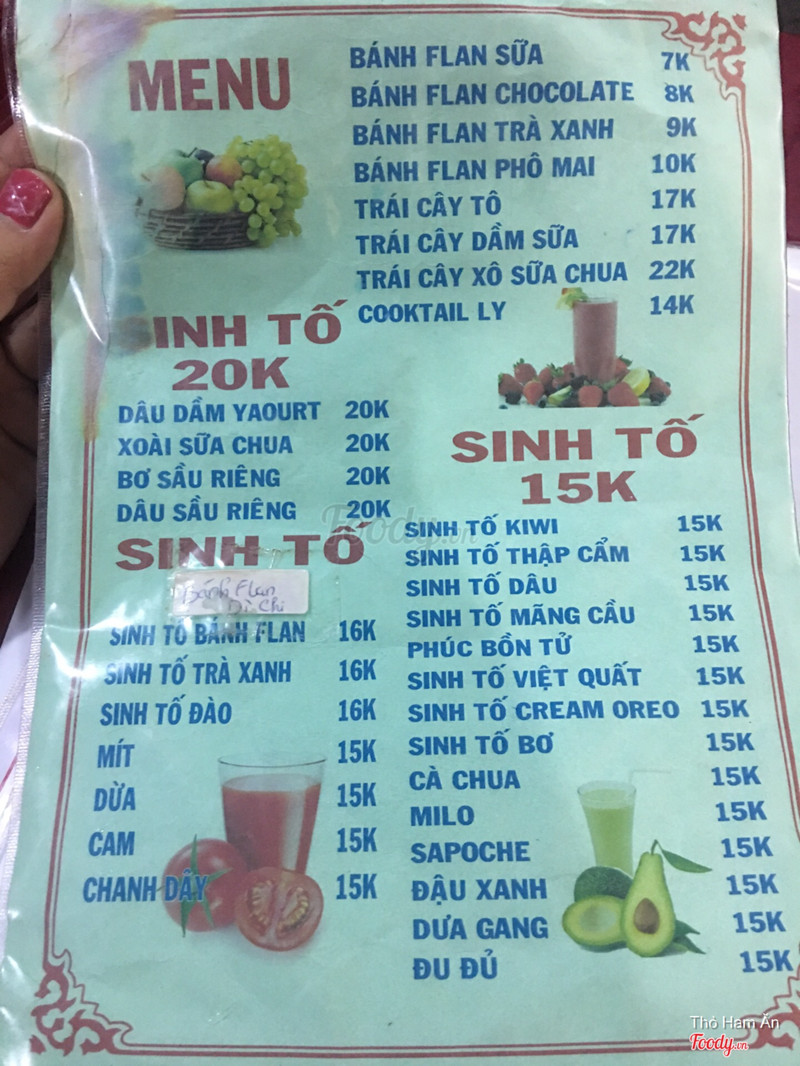 MENU
BÁNH FLAN SỮA 7K
BÁNH FLAN CHOCOLATE 8K
BÁNH FLAN TRÀ XANH 9K
BÁNH FLAN PHÔ MAI 10K
TRÁI CÂY TÔ 17K
TRÁI CÂY DẦM SỮA 17K
TRÁI CÂY XÔ SỮA CHUA 22K
COOKTAIL LY 14K
INH TỐ
20K
DÂU DẦM YAOURT 20K
XOÀI SỮA CHUA 20K
BƠ SẦU RIÊNG 20K
DÂU SẦU RIÊNG 20K
SINH TỐ
Bánh Flan
Dì Chi
SINH TỐ BÁNH FLAN 16K
SINH TỐ TRÀ XANH 16K
SINH TỐ ĐÀO 16K
MÍT 15K
DỪA 15K
CAM 15K
CHANH DÂY 15K
SINH TỐ
15K
SINH TỐ KIWI 15K
SINH TỐ THẬP CẨM 15K
SINH TỐ DÂU 15K
SINH TỐ MÃNG CẦU 15K
PHÚC BỒN TỬ 15K
SINH TỐ VIỆT QUẤT 15K
SINH TỐ CREAM OREO 15K
SINH TỐ BƠ 15K
CÀ CHUA 15K
MILO 15K
SAPOCHE 15K
ĐẬU XANH 15K
DƯA GANG 15K
ĐU ĐỦ 15K
Foody.vn
Thỏ Ham Ăn
Foody.vn